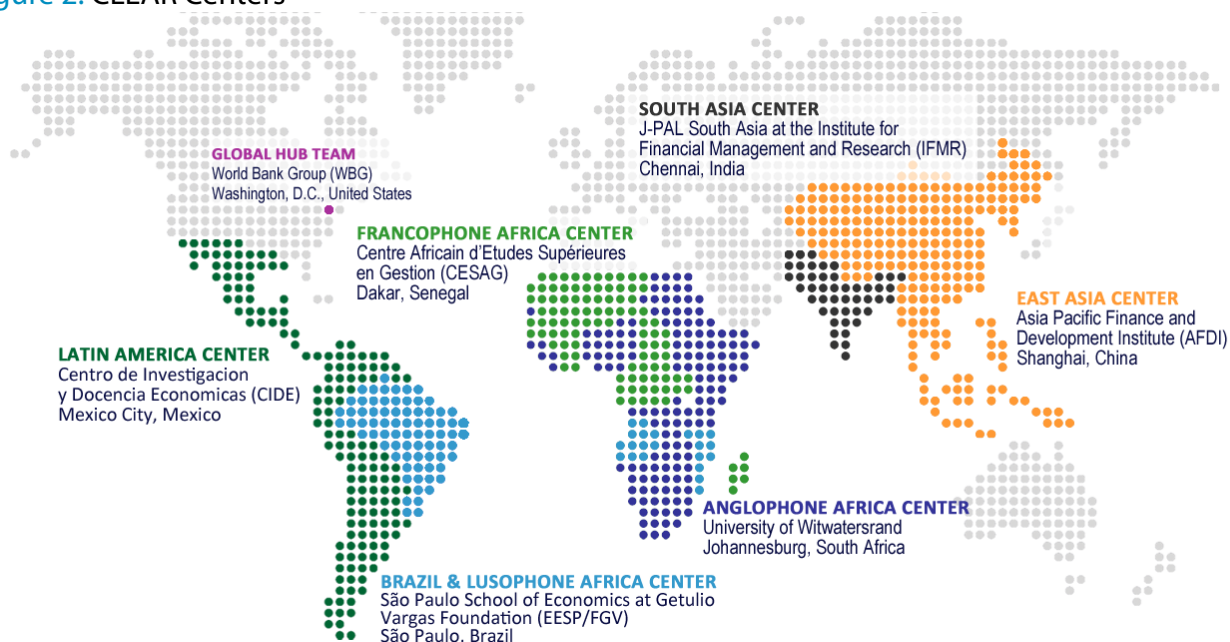 Figure 2. CLEAR Centers
SOUTH ASIA CENTER
J-PAL South Asia at the Institute for
Financial Management and Research (IFMR)
Chennai, India
GLOBAL HUB TEAM
World Bank Group (WBG)
Washington, D.C., United States
FRANCOPHONE AFRICA CENTER
Centre Africain d'Etudes Supérieures
en Gestion (CESAG)
Dakar, Senegal
EAST ASIA CENTER
Asia Pacific Finance and
Development Institute (AFDI)
Shanghai, China
LATIN AMERICA CENTER
Centro de Investigacion
y Docencia Economicas (CIDE)
Mexico City, Mexico
ANGLOPHONE AFRICA CENTER
University of Witwatersrand
Johannesburg, South Africa
BRAZIL & LUSOPHONE AFRICA CENTER
São Paulo School of Economics at Getulio
Vargas Foundation (EESP/FGV)
São Paulo, Brazil